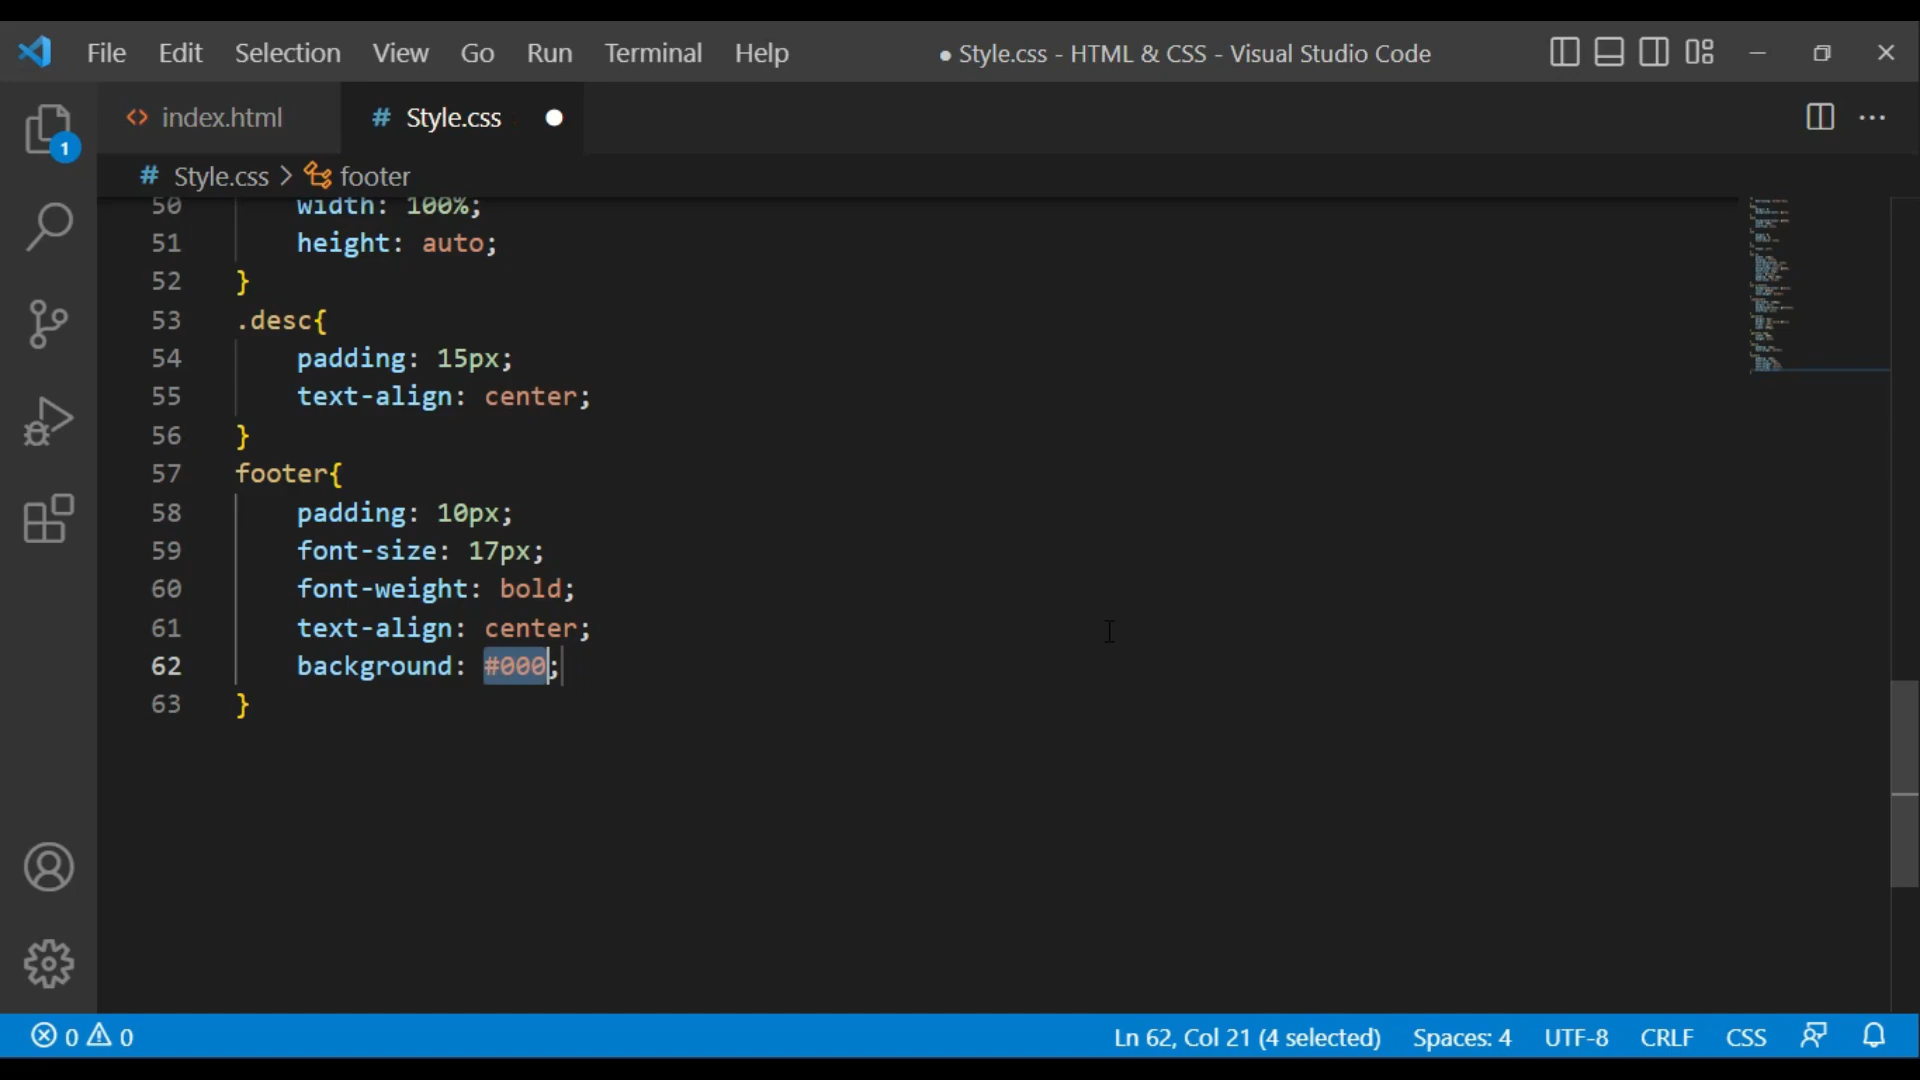 File Edit Selection View Go Run Terminal Help ● Style.css - HTML & CSS - Visual Studio Code
<> index.html # Style.css ●
1
# Style.css > footer
50 width: 100%;
51 height: auto;
52 }
53 .desc{
54 padding: 15px;
55 text-align: center;
56 }
57 footer{
58 padding: 10px;
59 font-size: 17px;
60 font-weight: bold;
61 text-align: center;
62 background: #000;
63 }
0 0 Ln 62, Col 21 (4 selected) Spaces: 4 UTF-8 CRLF CSS